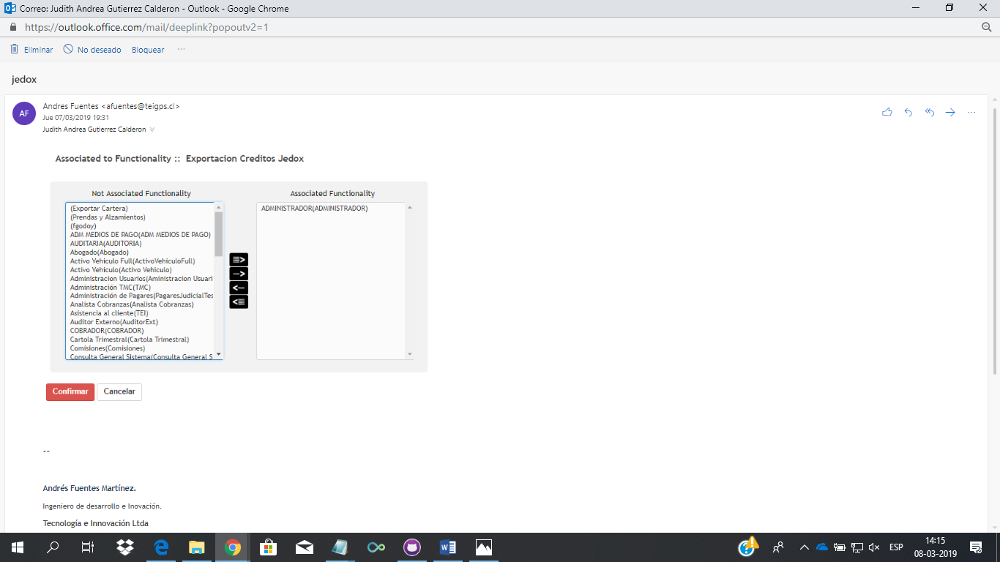 Correo: Judith Andrea Gutierrez Calderon - Outlook - Google Chrome
https://outlook.office.com/mail/deeplink?popoutv2=1
Eliminar No deseado Bloquear ...
jedox
AF
Andres Fuentes <afuentes@teigps.cl>
Jue 07/03/2019 19:31
Judith Andrea Gutierrez Calderon
Associated to Functionality :: Exportacion Creditos Jedox
Not Associated Functionality
(Exportar Cartera)
(Prendas y Alzamientos)
(fgodoy)
ADM MEDIOS DE PAGO(ADM MEDIOS DE PAGO)
AUDITARIA(AUDITORIA)
Abogado(Abogado)
Activo Vehiculo Full(ActivoVehiculoFull)
Activo Vehículo(Activo Vehículo)
Administracion Usuarios(Aministracion Usuari
Administración TMC(TMC)
Administración de Pagares(PagaresJudicialTes
Analista Cobranzas(Analista Cobranzas)
Asistencia al cliente(TEI)
Auditor Externo(AuditorExt)
COBRADOR(COBRADOR)
Cartola Trimestral(Cartola Trimestral)
Comisiones(Comisiones)
Consulta General Sistema(Consulta General S
Associated Functionality
ADMINISTRADOR(ADMINISTRADOR)
Confirmar Cancelar
--
Andrés Fuentes Martínez.
Ingeniero de desarrollo e Inovación.
Tecnología e Innovación Ltda
ESP
14:15
08-03-2019